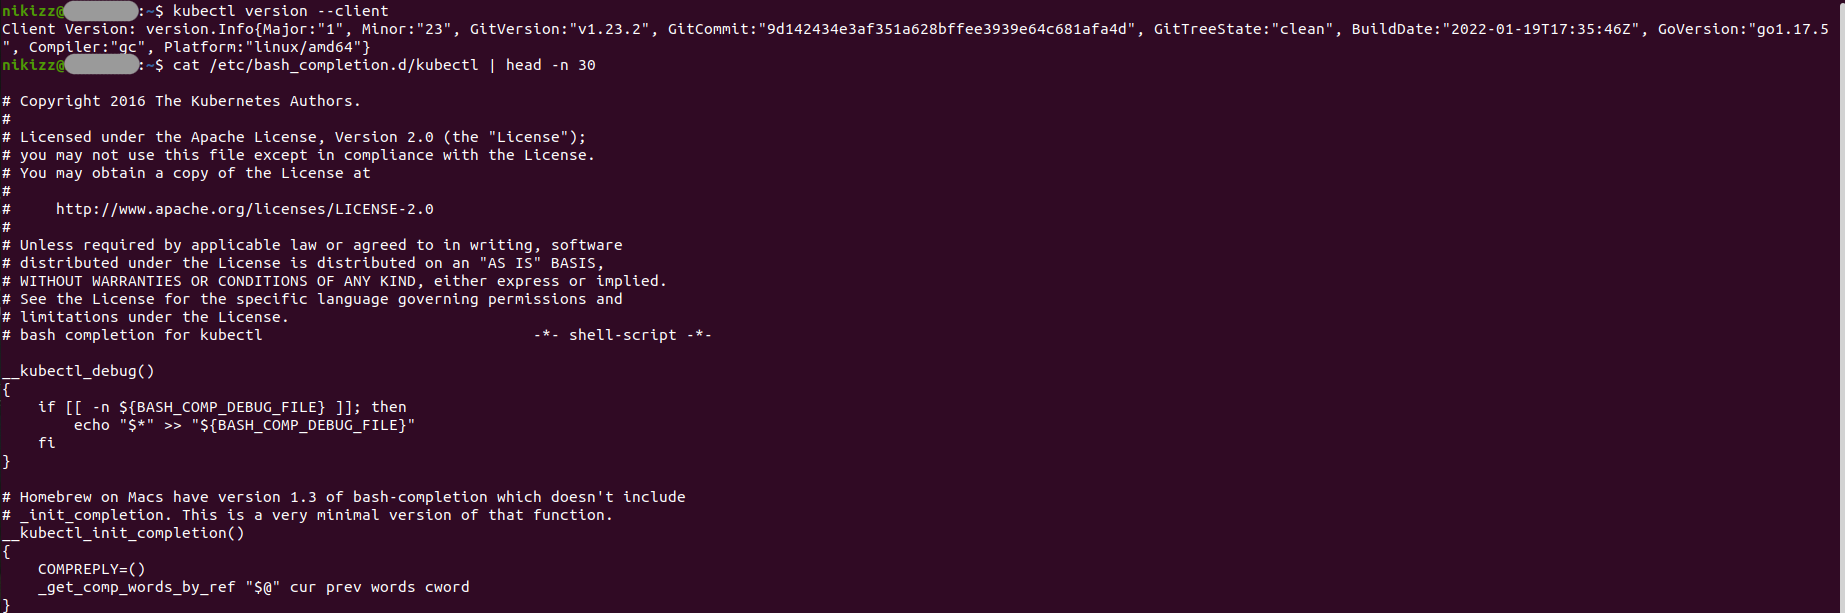 nikizz@ :~$ kubectl version --client
Client Version: version.Info{Major:"1", Minor:"23", GitVersion:"v1.23.2", GitCommit:"9d142434e3af351a628bffee3939e64c681afa4d", GitTreeState:"clean", BuildDate:"2022-01-19T17:35:46Z", GoVersion:"go1.17.5
", Compiler:"gc", Platform:"linux/amd64"}
nikizz@ :~$ cat /etc/bash_completion.d/kubectl | head -n 30
# Copyright 2016 The Kubernetes Authors.
#
# Licensed under the Apache License, Version 2.0 (the "License");
# you may not use this file except in compliance with the License.
# You may obtain a copy of the License at
#
#     http://www.apache.org/licenses/LICENSE-2.0
#
# Unless required by applicable law or agreed to in writing, software
# distributed under the License is distributed on an "AS IS" BASIS,
# WITHOUT WARRANTIES OR CONDITIONS OF ANY KIND, either express or implied.
# See the License for the specific language governing permissions and
# limitations under the License.
# bash completion for kubectl                              -*- shell-script -*-
__kubectl_debug()
{
    if [[ -n ${BASH_COMP_DEBUG_FILE} ]]; then
        echo "$*" >> "${BASH_COMP_DEBUG_FILE}"
    fi
}
# Homebrew on Macs have version 1.3 of bash-completion which doesn't include
# _init_completion. This is a very minimal version of that function.
__kubectl_init_completion()
{
    COMPREPLY=()
    _get_comp_words_by_ref "$@" cur prev words cword
}